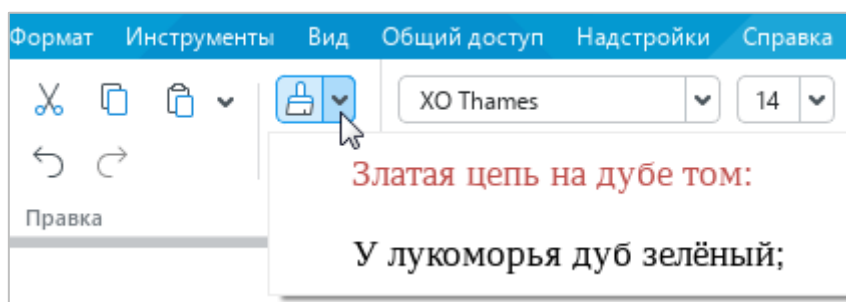 Формат Инструменты Вид Общий доступ Надстройки Справка
XO Thames 14
Златая цепь на дубе том:
Правка
У лукоморья дуб зелёный;